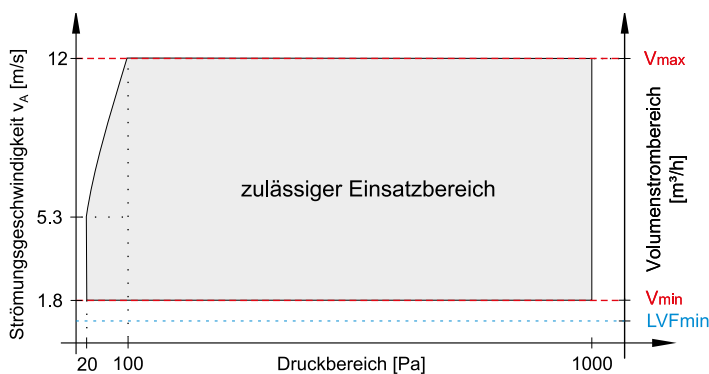 Strömungsgeschwindigkeit vA [m/s]
12
5.3
1.8
zulässiger Einsatzbereich
Vmax
Volumenstrombereich
[m³/h]
Vmin
LVFmin
20
100
Druckbereich [Pa]
1000